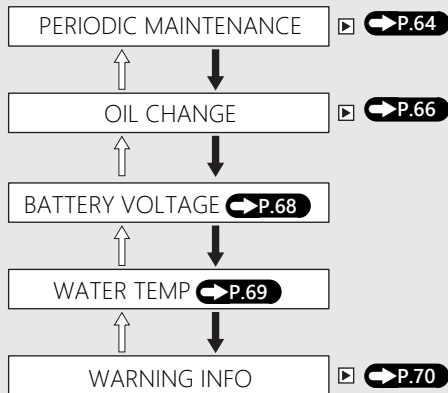 PERIODIC MAINTENANCE P.64
OIL CHANGE P.66
BATTERY VOLTAGE P.68
WATER TEMP P.69
WARNING INFO P.70